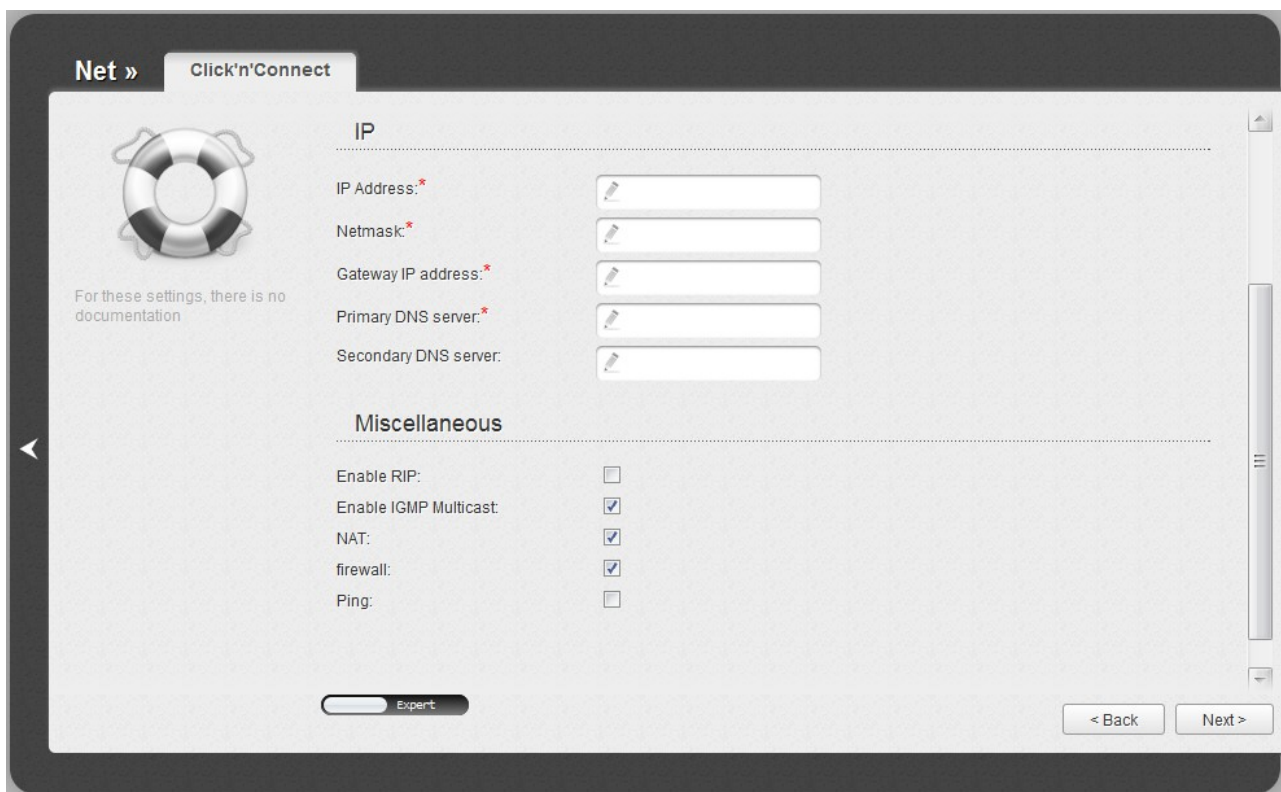 Net »
Click'n'Connect
For these settings, there is no
documentation
IP
IP Address:*
Netmask:*
Gateway IP address:*
Primary DNS server:*
Secondary DNS server:
Miscellaneous
Enable RIP:
Enable IGMP Multicast:
NAT:
firewall:
Ping:
Expert
< Back
Next >